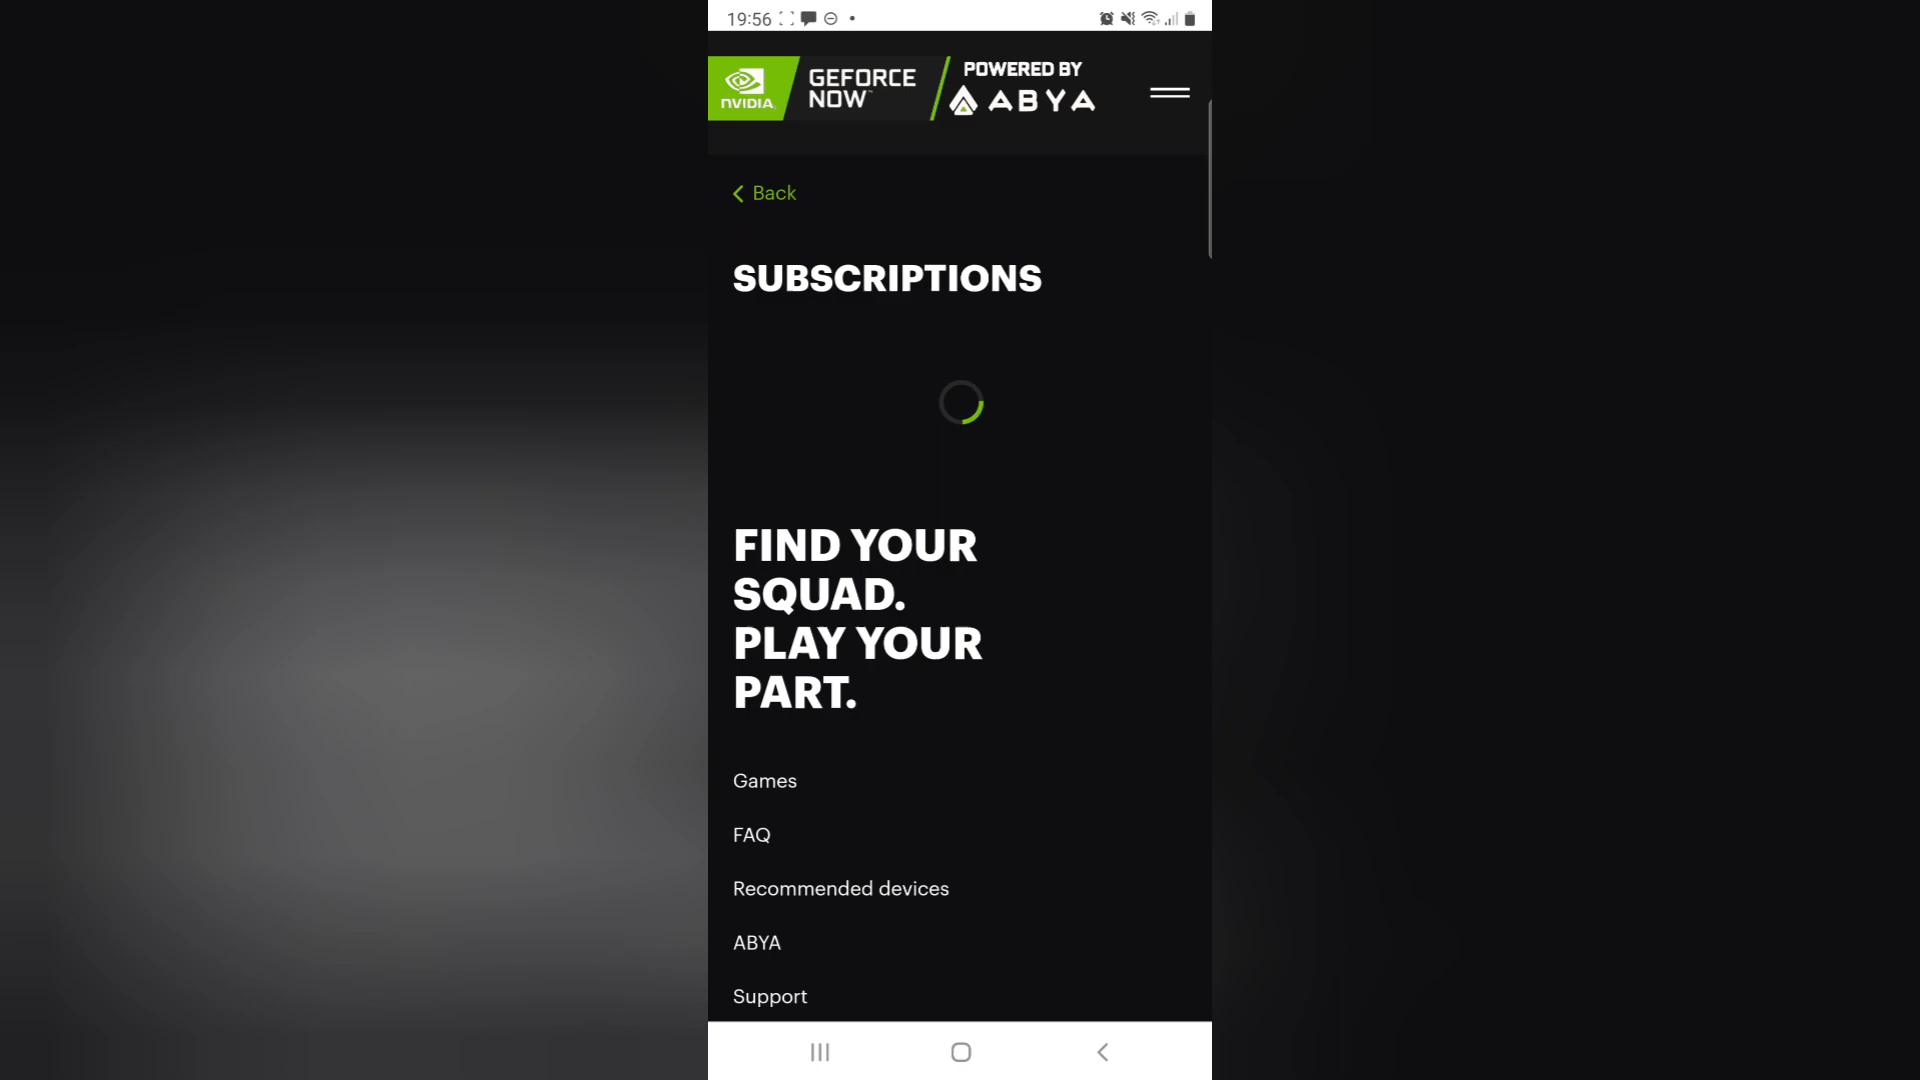 19:56
NVIDIA.
GEFORCE
NOW™
POWERED BY
ABYA
Back
SUBSCRIPTIONS
FIND YOUR
SQUAD.
PLAY YOUR
PART.
Games
FAQ
Recommended devices
ABYA
Support